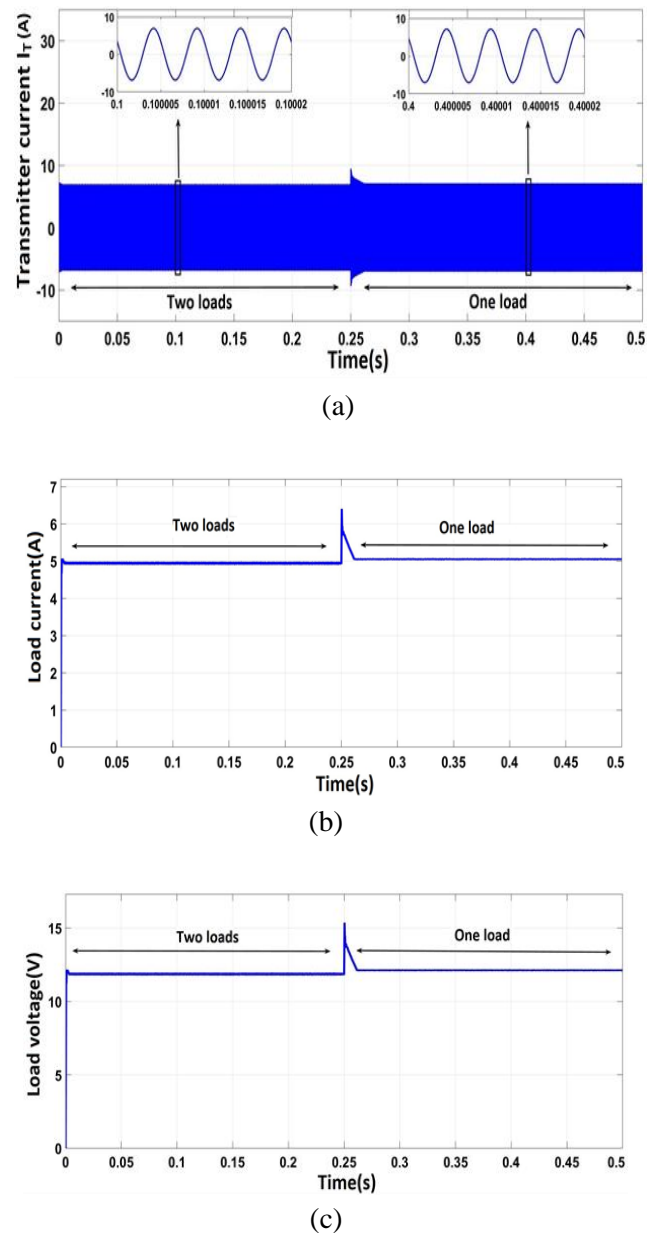 Transmitter current I_T (A)
30
20
10
0
-10
10
0
-10
0.1 0.100005 0.10001 0.100015 0.10002
10
0
-10
0.4 0.400005 0.40001 0.400015 0.40002
Two loads
One load
0 0.05 0.1 0.15 0.2 0.25 0.3 0.35 0.4 0.45 0.5
Time(s)
(a)
Load current(A)
7
6
5
4
3
2
1
0
Two loads
One load
0 0.05 0.1 0.15 0.2 0.25 0.3 0.35 0.4 0.45 0.5
Time(s)
(b)
Load voltage(V)
15
10
5
0
Two loads
One load
0 0.05 0.1 0.15 0.2 0.25 0.3 0.35 0.4 0.45 0.5
Time(s)
(c)